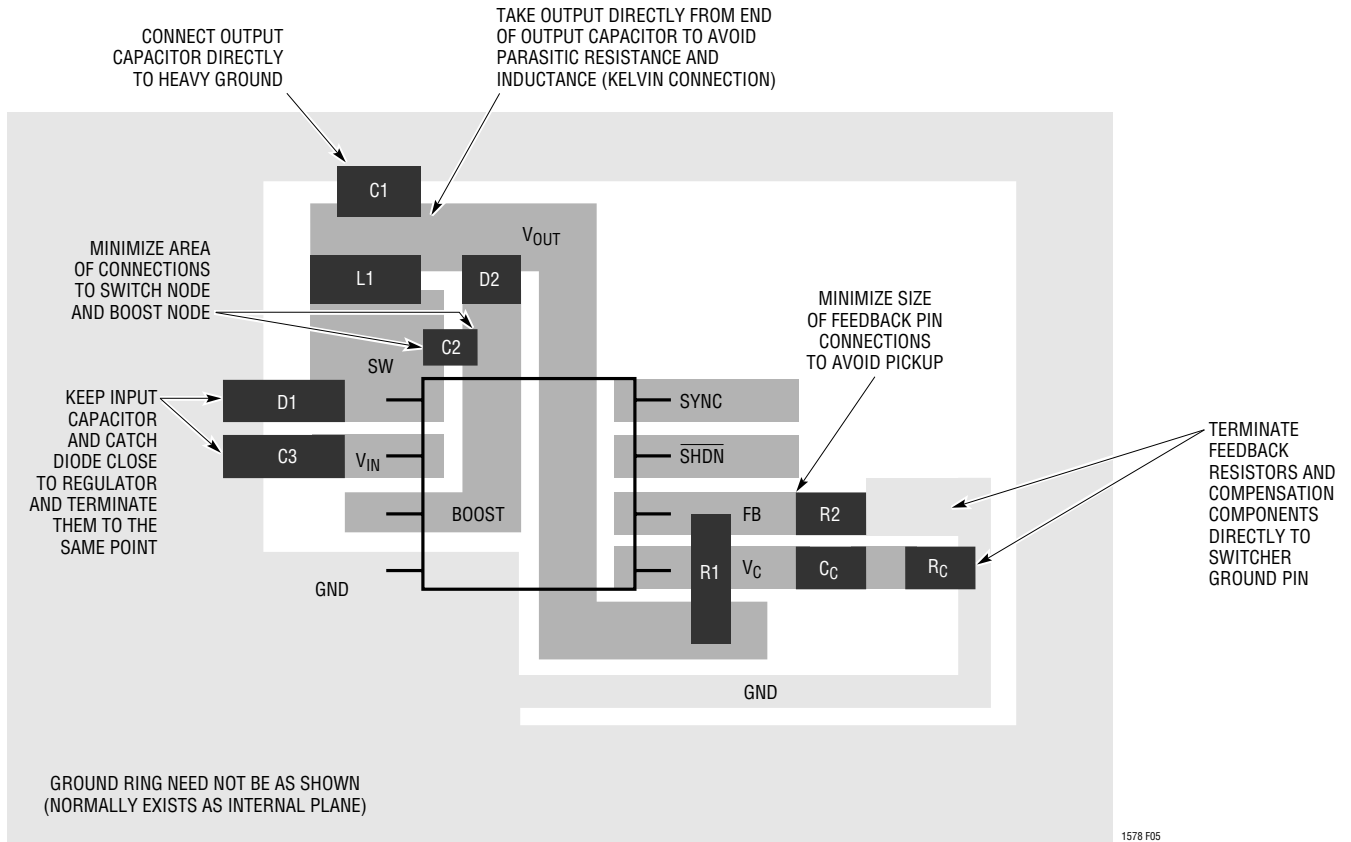 CONNECT OUTPUT
CAPACITOR DIRECTLY
TO HEAVY GROUND
TAKE OUTPUT DIRECTLY FROM END
OF OUTPUT CAPACITOR TO AVOID
PARASITIC RESISTANCE AND
INDUCTANCE (KELVIN CONNECTION)
C1
VOUT
MINIMIZE AREA
OF CONNECTIONS
TO SWITCH NODE
AND BOOST NODE
L1
D2
C2
SW
MINIMIZE SIZE
OF FEEDBACK PIN
CONNECTIONS
TO AVOID PICKUP
KEEP INPUT
CAPACITOR
AND CATCH
DIODE CLOSE
TO REGULATOR
AND TERMINATE
THEM TO THE
SAME POINT
D1
C3
VIN
BOOST
GND
SYNC
SHDN
FB
R2
R1
VC
CC
RC
TERMINATE
FEEDBACK
RESISTORS AND
COMPENSATION
COMPONENTS
DIRECTLY TO
SWITCHER
GROUND PIN
GND
GROUND RING NEED NOT BE AS SHOWN
(NORMALLY EXISTS AS INTERNAL PLANE)
1578 F05